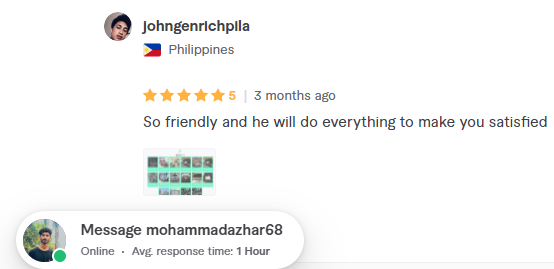 johngenrichpila
Philippines
5 | 3 months ago
So friendly and he will do everything to make you satisfied
Message mohammadazhar68
Online · Avg. response time: 1 Hour